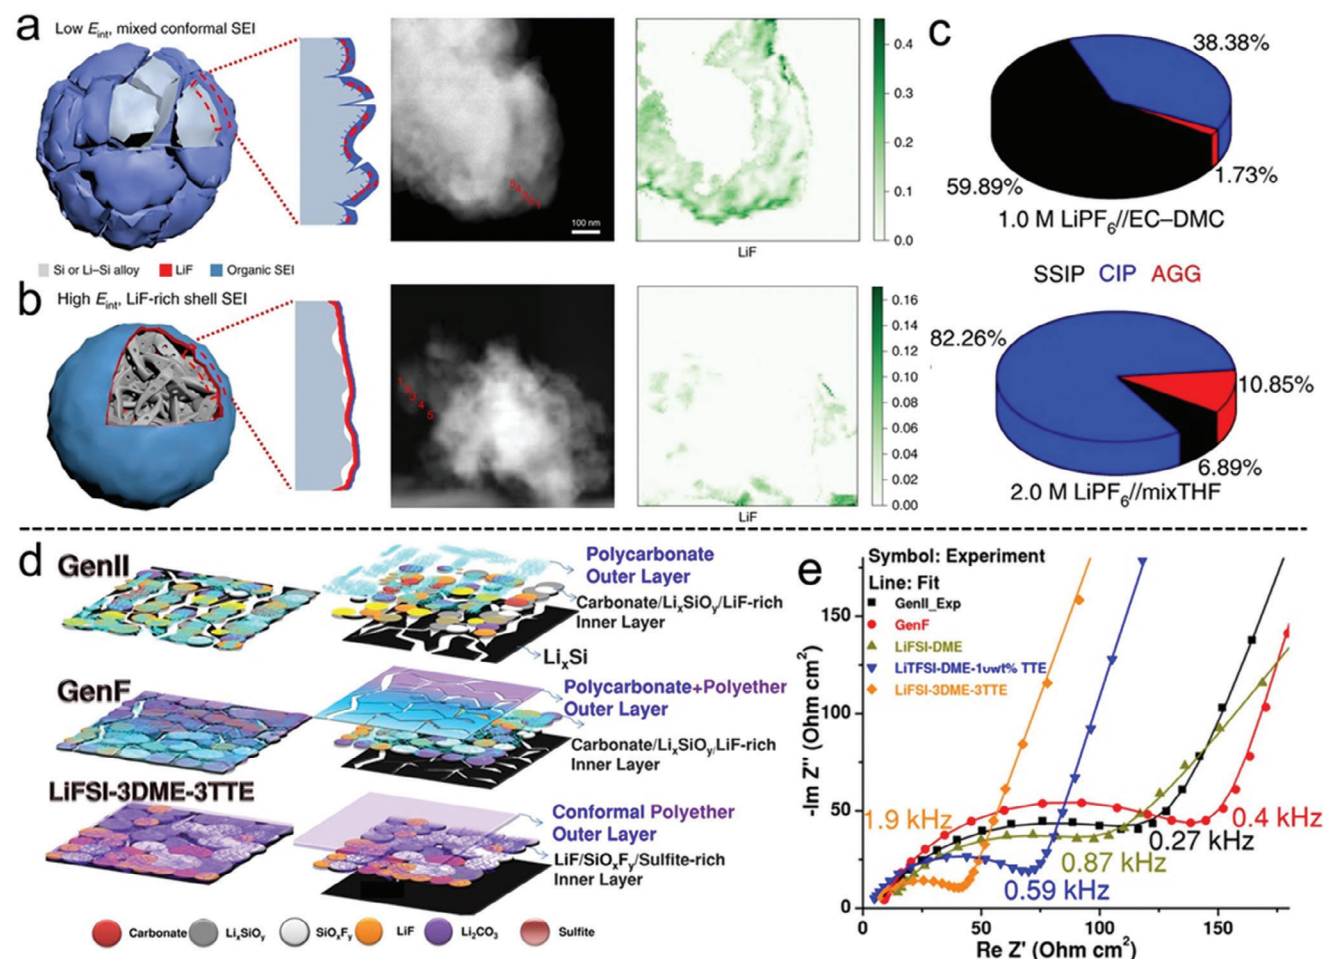 a
Low Eint, mixed conformal SEI
100 nm
0.4
0.3
0.2
0.1
0.0
LiF
Si or Li–Si alloy
LiF
Organic SEI
b
High Eint, LiF-rich shell SEI
1 2 3 4 5
0.16
0.14
0.12
0.10
0.08
0.06
0.04
0.02
0.00
LiF
c
38.38%
1.73%
59.89%
1.0 M LiPF6//EC–DMC
SSIP CIP AGG
82.26%
10.85%
6.89%
2.0 M LiPF6//mixTHF
d
GenII
Polycarbonate
Outer Layer
Carbonate/LixSiOy/LiF-rich
Inner Layer
LixSi
GenF
Polycarbonate+Polyether
Outer Layer
Carbonate/LixSiOy/LiF-rich
Inner Layer
LiFSI-3DME-3TTE
Conformal Polyether
Outer Layer
LiF/SiOxFy/Sulfite-rich
Inner Layer
Carbonate
LixSiOy
SiOxFy
LiF
Li2CO3
Sulfite
e
Symbol: Experiment
Line: Fit
GenII_Exp
GenF
LiFSI-DME
LiTFSI-DME-10wt% TTE
LiFSI-3DME-3TTE
-Im Z'' (Ohm cm2)
150
100
50
0
1.9 kHz
0.59 kHz
0.87 kHz
0.27 kHz
0.4 kHz
0
50
100
150
Re Z' (Ohm cm2)